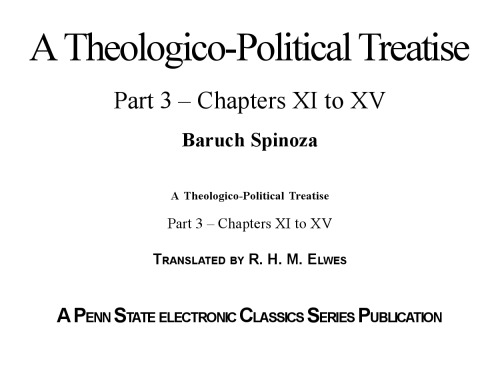 A Theologico-Political Treatise
Part 3 – Chapters XI to XV
Baruch Spinoza
A Theologico-Political Treatise
Part 3 – Chapters XI to XV
TRANSLATED BY R. H. M. ELWES
A PENN STATE ELECTRONIC CLASSICS SERIES PUBLICATION